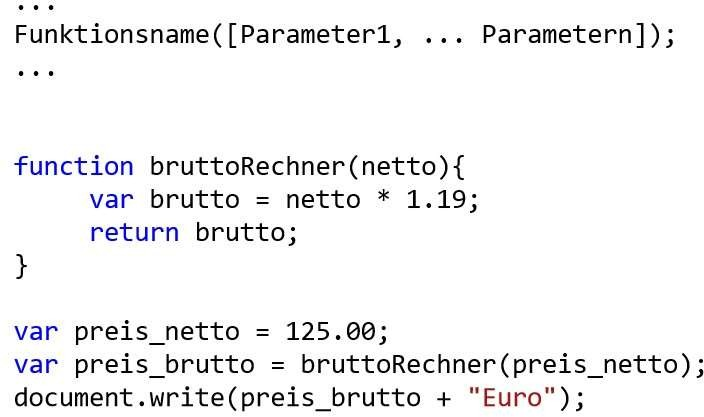 ...
Funktionsname([Parameter1, ... Parametern]);
...
function bruttoRechner(netto){
var brutto = netto * 1.19;
return brutto;
}
var preis_netto = 125.00;
var preis_brutto = bruttoRechner(preis_netto);
document.write(preis_brutto + "Euro");